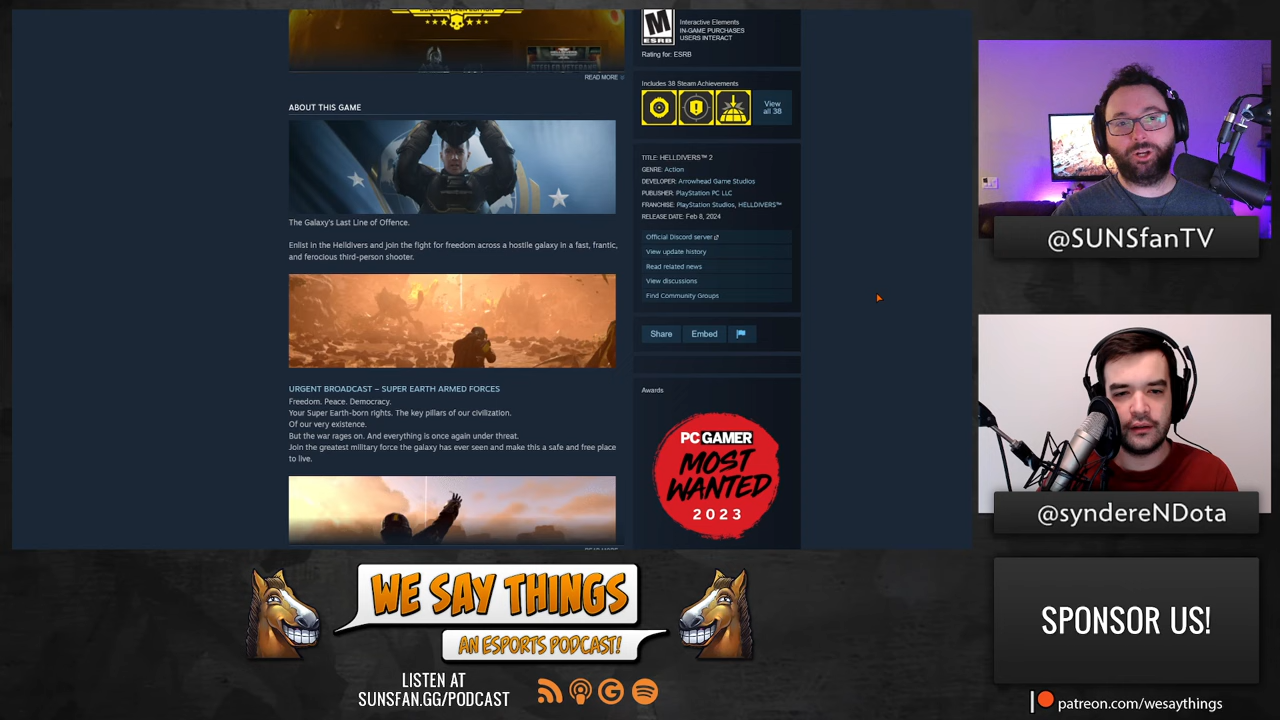 READ MORE
ABOUT THIS GAME
The Galaxy's Last Line of Offence.
Enlist in the Helldivers and join the fight for freedom across a hostile galaxy in a fast, frantic,
and ferocious third-person shooter.
URGENT BROADCAST – SUPER EARTH ARMED FORCES
Freedom. Peace. Democracy.
Your Super Earth-born rights. The key pillars of our civilization.
Of our very existence.
But the war rages on. And everything is once again under threat.
Join the greatest military force the galaxy has ever seen and make this a safe and free place
to live.
M
ESRB
Interactive Elements
IN-GAME PURCHASES
USERS INTERACT
Rating for: ESRB
Includes 38 Steam Achievements
View
all 38
TITLE: HELLDIVERS™ 2
GENRE: Action
DEVELOPER: Arrowhead Game Studios
PUBLISHER: PlayStation PC LLC
FRANCHISE: PlayStation Studios, HELLDIVERS™
RELEASE DATE: Feb 8, 2024
Official Discord server
View update history
Read related news
View discussions
Find Community Groups
Share Embed
Awards
PC GAMER
MOST
WANTED
2023
@SUNSfanTV
@syndereNDota
WE SAY THINGS
AN ESPORTS PODCAST!
LISTEN AT
SUNSFAN.GG/PODCAST
SPONSOR US!
patreon.com/wesaythings